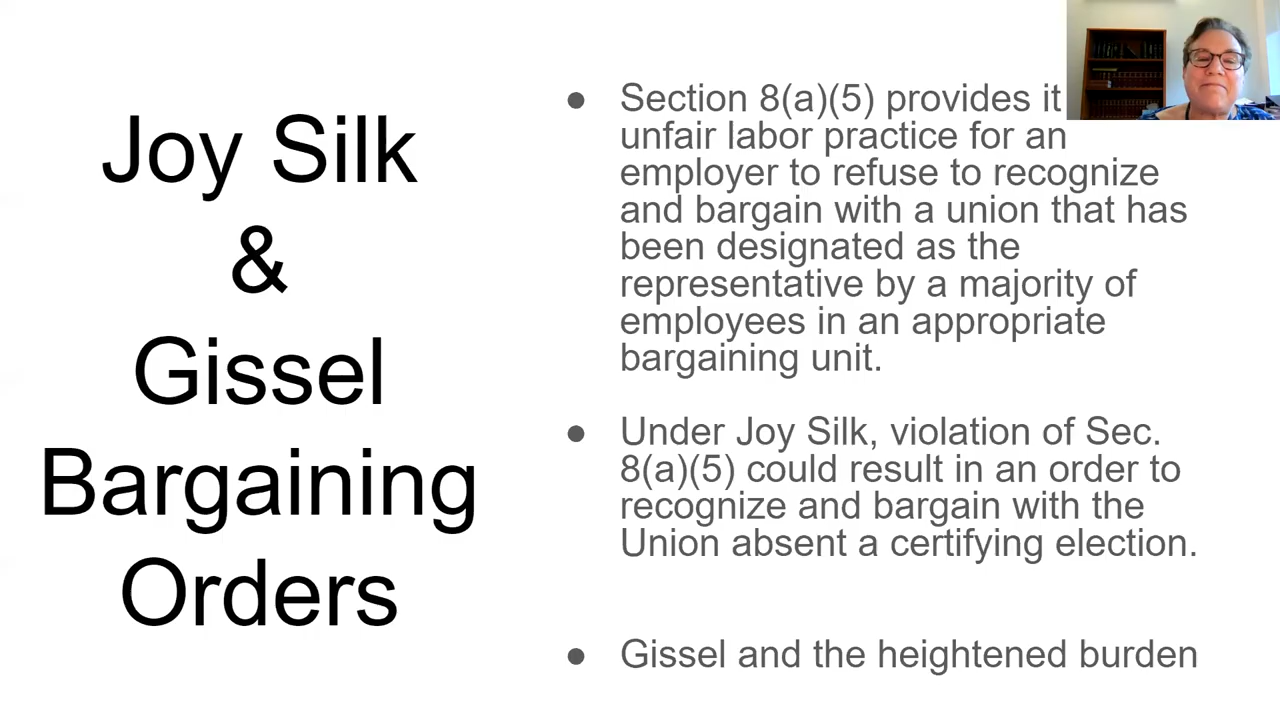 Joy Silk
&
Gissel
Bargaining
Orders
● Section 8(a)(5) provides it
unfair labor practice for an
employer to refuse to recognize
and bargain with a union that has
been designated as the
representative by a majority of
employees in an appropriate
bargaining unit.
● Under Joy Silk, violation of Sec.
8(a)(5) could result in an order to
recognize and bargain with the
Union absent a certifying election.
● Gissel and the heightened burden